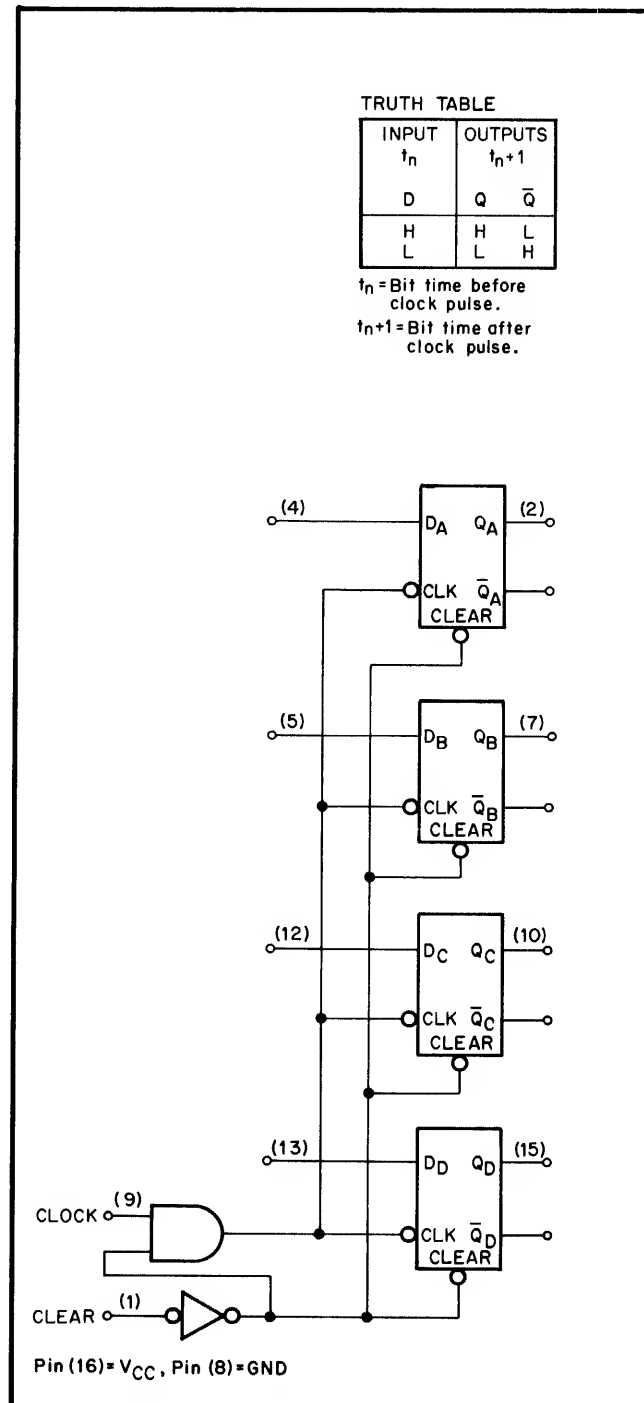 TRUTH TABLE
INPUT OUTPUTS
tn tn+1
D Q Q̅
H H L
L L H
tn=Bit time before
clock pulse.
tn+1=Bit time after
clock pulse.
(4) DA QA (2)
CLK Q̅A
CLEAR
(5) DB QB (7)
CLK Q̅B
CLEAR
(12) DC QC (10)
CLK Q̅C
CLEAR
(13) DD QD (15)
CLOCK (9)
CLK Q̅D
CLEAR
CLEAR (1)
Pin (16)=VCC, Pin (8)=GND